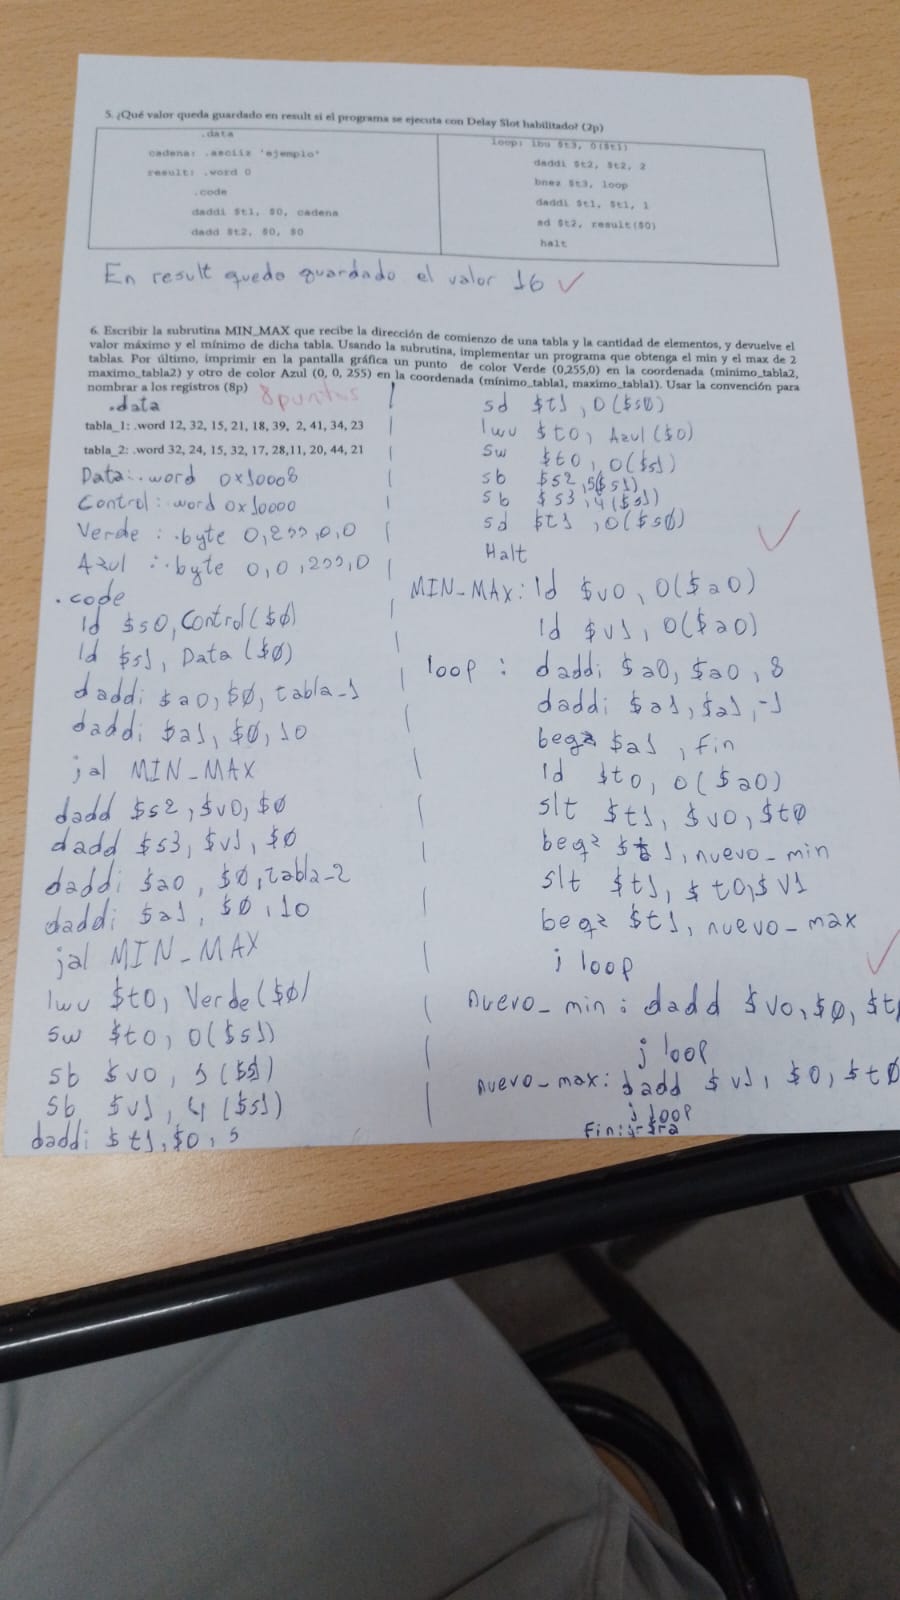 5. ¿Qué valor queda guardado en result si el programa se ejecuta con Delay Slot habilitado? (2p)
.data
cadena: .asciiz 'ejemplo'
result: .word 0
.code
daddi $t1, $0, cadena
dadd $t2, $0, $0
loop: lbu $t3, 0($t1)
daddi $t2, $t2, 2
bnez $t3, loop
daddi $t1, $t1, 1
sd $t2, result($0)
halt
En result quedo guardado el valor 16 ✓
6. Escribir la subrutina MIN_MAX que recibe la dirección de comienzo de una tabla y la cantidad de elementos, y devuelve el
valor máximo y el mínimo de dicha tabla. Usando la subrutina, implementar un programa que obtenga el min y el max de 2
tablas. Por último, imprimir en la pantalla gráfica un punto de color Verde (0,255,0) en la coordenada (minimo_tabla2,
maximo_tabla2) y otro de color Azul (0, 0, 255) en la coordenada (mínimo_tabla1, maximo_tabla1). Usar la convención para
nombrar a los registros (8p)
8puntos
.data
tabla_1: .word 12, 32, 15, 21, 18, 39, 2, 41, 34, 23
tabla_2: .word 32, 24, 15, 32, 17, 28,11, 20, 44, 21
Data: .word 0x10008
Control: word 0x10000
Verde : .byte 0,255,0,0
Azul : .byte 0,0,255,0
.code
ld $s0, Control($0)
ld $s1, Data ($0)
daddi $a0, $0, tabla_1
daddi $a1, $0, 10
jal MIN_MAX
dadd $s2, $v0, $0
dadd $s3, $v1, $0
daddi $a0, $0, tabla_2
daddi $a1, $0, 10
jal MIN_MAX
lwu $t0, Verde($0)
sw $t0, 0($s1)
sb $v0, 5($s1)
sb $v1, 4($s1)
daddi $t1, $0, 5
sd $t1, 0($s0)
lwu $t0, Azul($0)
sw $t0, 0($s1)
sb $s2, 5($s1)
sb $s3, 4($s1)
sd $t1, 0($s0)
Halt
MIN_MAX: ld $v0, 0($a0)
ld $v1, 0($a0)
loop : daddi $a0, $a0, 8
daddi $a1, $a1, -1
beqz $a1, fin
ld $t0, 0($a0)
slt $t1, $v0, $t0
beqz $t1, nuevo_min
slt $t1, $t0, $v1
beqz $t1, nuevo_max
j loop
nuevo_min : dadd $v0, $0, $t
j loop
nuevo_max: dadd $v1, $0, $t0
j loop
Fin: jr $ra